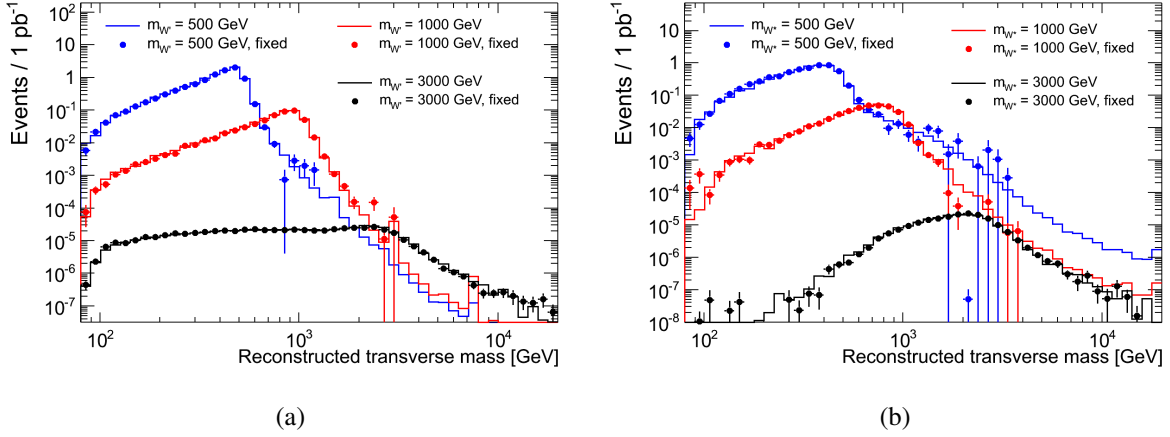 Events / 1 pb⁻¹
10²
10
1
10⁻¹
10⁻²
10⁻³
10⁻⁴
10⁻⁵
10⁻⁶
10⁻⁷
m_W' = 500 GeV
m_W' = 500 GeV, fixed
m_W' = 1000 GeV
m_W' = 1000 GeV, fixed
m_W' = 3000 GeV
m_W' = 3000 GeV, fixed
10² 10³ 10⁴
Reconstructed transverse mass [GeV]
(a)
Events / 1 pb⁻¹
10²
10
1
10⁻¹
10⁻²
10⁻³
10⁻⁴
10⁻⁵
10⁻⁶
10⁻⁷
10⁻⁸
m_W* = 500 GeV
m_W* = 500 GeV, fixed
m_W* = 1000 GeV
m_W* = 1000 GeV, fixed
m_W* = 3000 GeV
m_W* = 3000 GeV, fixed
10² 10³ 10⁴
Reconstructed transverse mass [GeV]
(b)